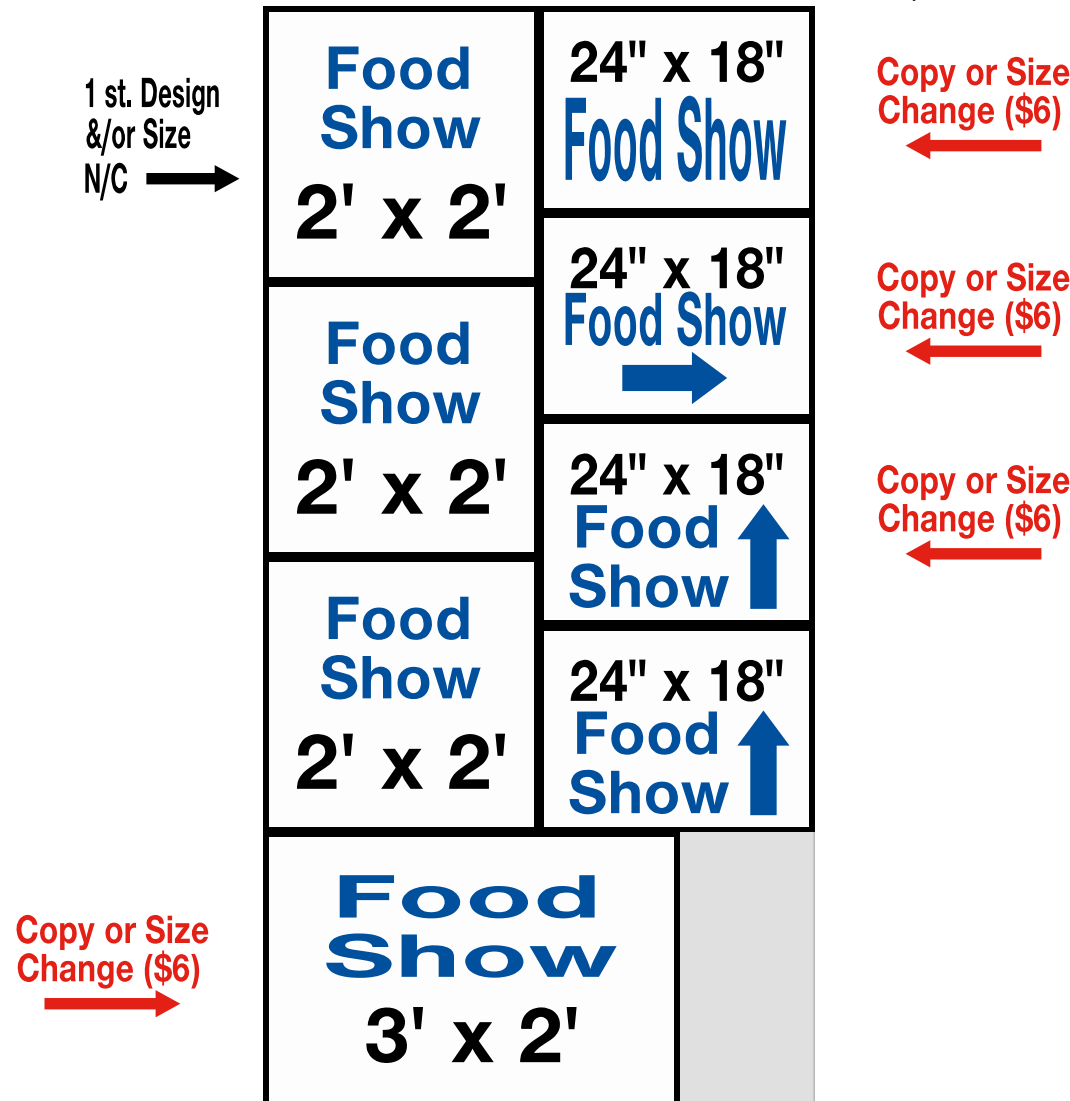 1 st. Design
&/or Size
N/C
Food
Show
2' x 2'
Food
Show
2' x 2'
Food
Show
2' x 2'
24" x 18"
Food Show
24" x 18"
Food Show
24" x 18"
Food
Show
24" x 18"
Food
Show
Copy or Size
Change ($6)
Copy or Size
Change ($6)
Copy or Size
Change ($6)
Copy or Size
Change ($6)
Food
Show
3' x 2'